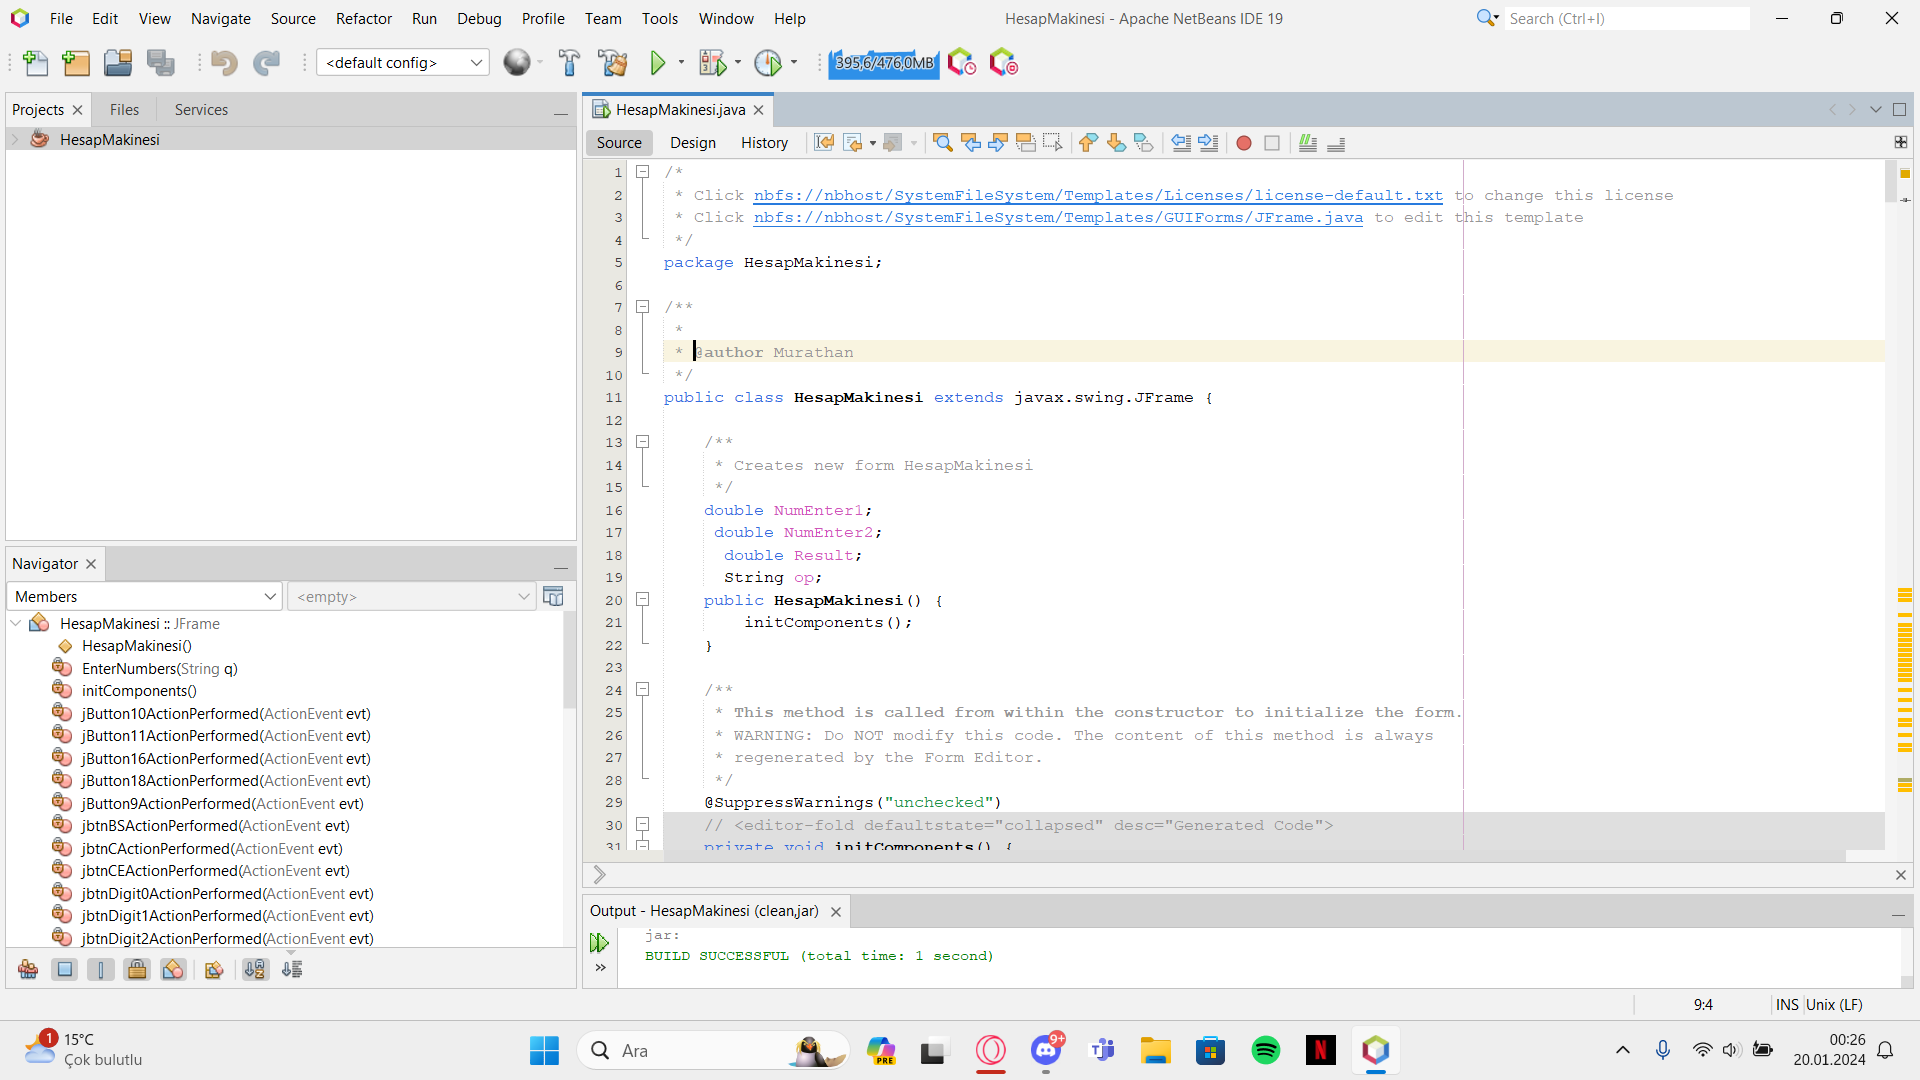 File Edit View Navigate Source Refactor Run Debug Profile Team Tools Window Help
HesapMakinesi - Apache NetBeans IDE 19
Search (Ctrl+I)
<default config>
395,6/476,0MB
Projects Files Services
HesapMakinesi
HesapMakinesi.java
Source Design History
1 /*
2 * Click nbfs://nbhost/SystemFileSystem/Templates/Licenses/license-default.txt to change this license
3 * Click nbfs://nbhost/SystemFileSystem/Templates/GUIForms/JFrame.java to edit this template
4 */
5 package HesapMakinesi;
6
7 /**
8 *
9 * @author Murathan
10 */
11 public class HesapMakinesi extends javax.swing.JFrame {
12
13 /**
14 * Creates new form HesapMakinesi
15 */
16 double NumEnter1;
17 double NumEnter2;
18 double Result;
19 String op;
20 public HesapMakinesi() {
21 initComponents();
22 }
23
24 /**
25 * This method is called from within the constructor to initialize the form.
26 * WARNING: Do NOT modify this code. The content of this method is always
27 * regenerated by the Form Editor.
28 */
29 @SuppressWarnings("unchecked")
30 // <editor-fold defaultstate="collapsed" desc="Generated Code">
31 private void initComponents() {
Navigator
Members
<empty>
HesapMakinesi :: JFrame
HesapMakinesi()
EnterNumbers(String q)
initComponents()
jButton10ActionPerformed(ActionEvent evt)
jButton11ActionPerformed(ActionEvent evt)
jButton16ActionPerformed(ActionEvent evt)
jButton18ActionPerformed(ActionEvent evt)
jButton9ActionPerformed(ActionEvent evt)
jbtnBSActionPerformed(ActionEvent evt)
jbtnCActionPerformed(ActionEvent evt)
jbtnCEActionPerformed(ActionEvent evt)
jbtnDigit0ActionPerformed(ActionEvent evt)
jbtnDigit1ActionPerformed(ActionEvent evt)
jbtnDigit2ActionPerformed(ActionEvent evt)
Output - HesapMakinesi (clean,jar)
jar:
BUILD SUCCESSFUL (total time: 1 second)
9:4 INS Unix (LF)
1
15°C
Çok bulutlu
Ara
PRE
9+
N
00:26
20.01.2024